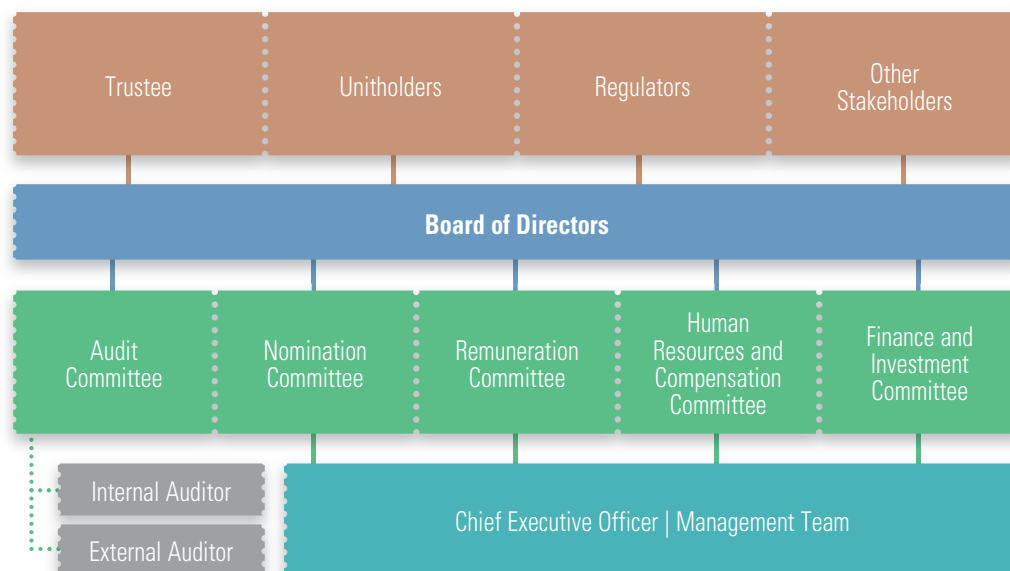 Trustee
Unitholders
Regulators
Other
Stakeholders
Board of Directors
Audit
Committee
Nomination
Committee
Remuneration
Committee
Human
Resources and
Compensation
Committee
Finance and
Investment
Committee
Internal Auditor
External Auditor
Chief Executive Officer | Management Team